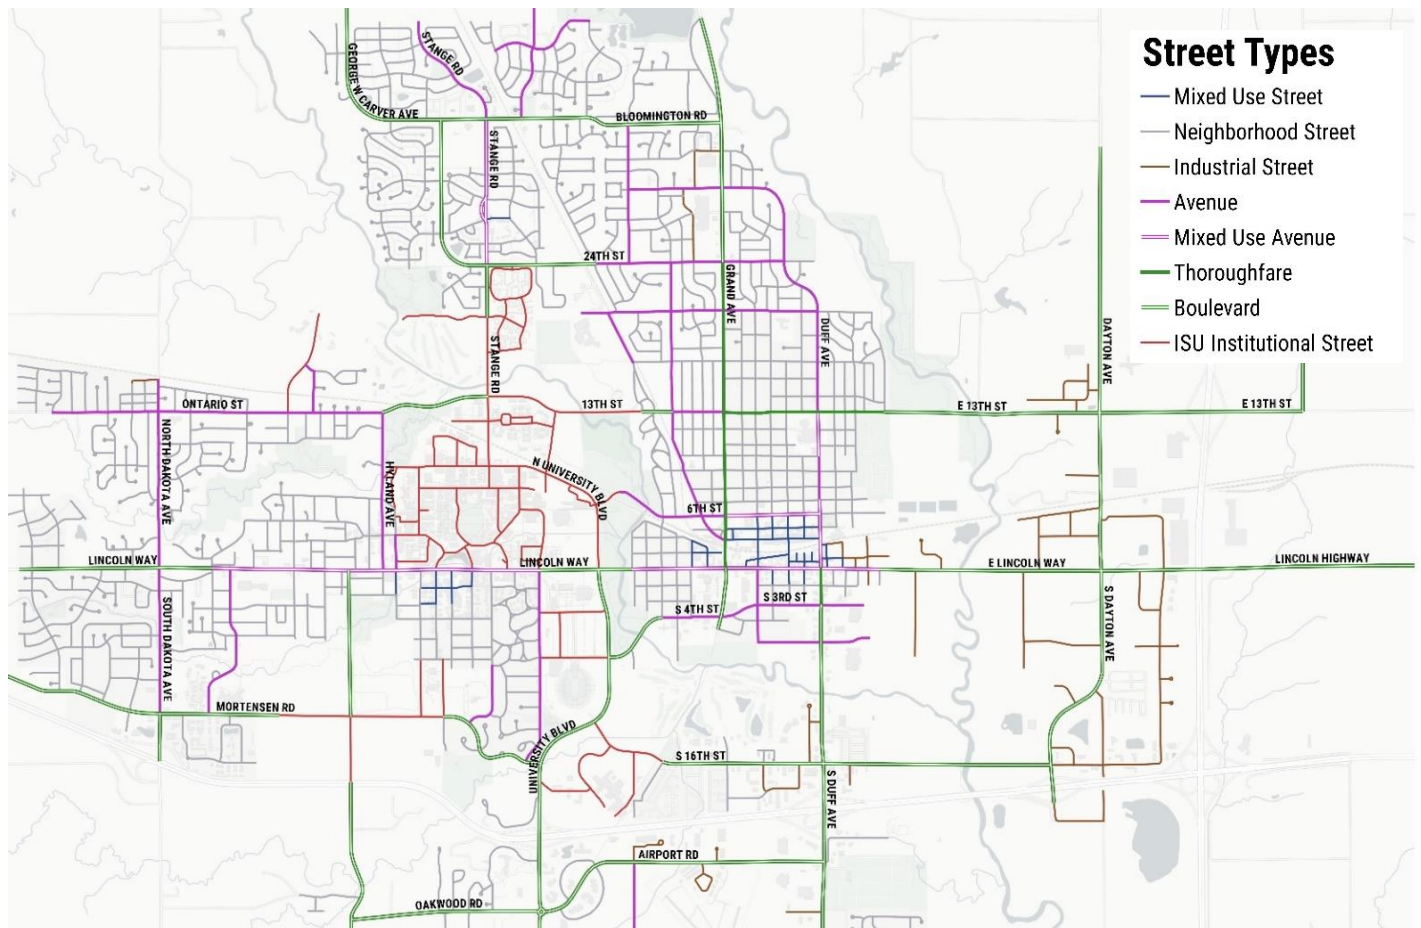 Street Types
Mixed Use Street
Neighborhood Street
Industrial Street
Avenue
Mixed Use Avenue
Thoroughfare
Boulevard
ISU Institutional Street
GEORGE W CARVER AVE
STANGE RD
BLOOMINGTON RD
STANGE RD
24TH ST
GRAND AVE
DUFF AVE
DAYTON AVE
STANGE RD
ONTARIO ST
13TH ST
E 13TH ST
E 13TH ST
NORTH DAKOTA AVE
HYLAND AVE
N UNIVERSITY BLVD
6TH ST
LINCOLN WAY
LINCOLN WAY
E LINCOLN WAY
LINCOLN HIGHWAY
SOUTH DAKOTA AVE
S 4TH ST
S 3RD ST
S DAYTON AVE
MORTENSEN RD
UNIVERSITY BLVD
S 16TH ST
S DUFF AVE
AIRPORT RD
OAKWOOD RD